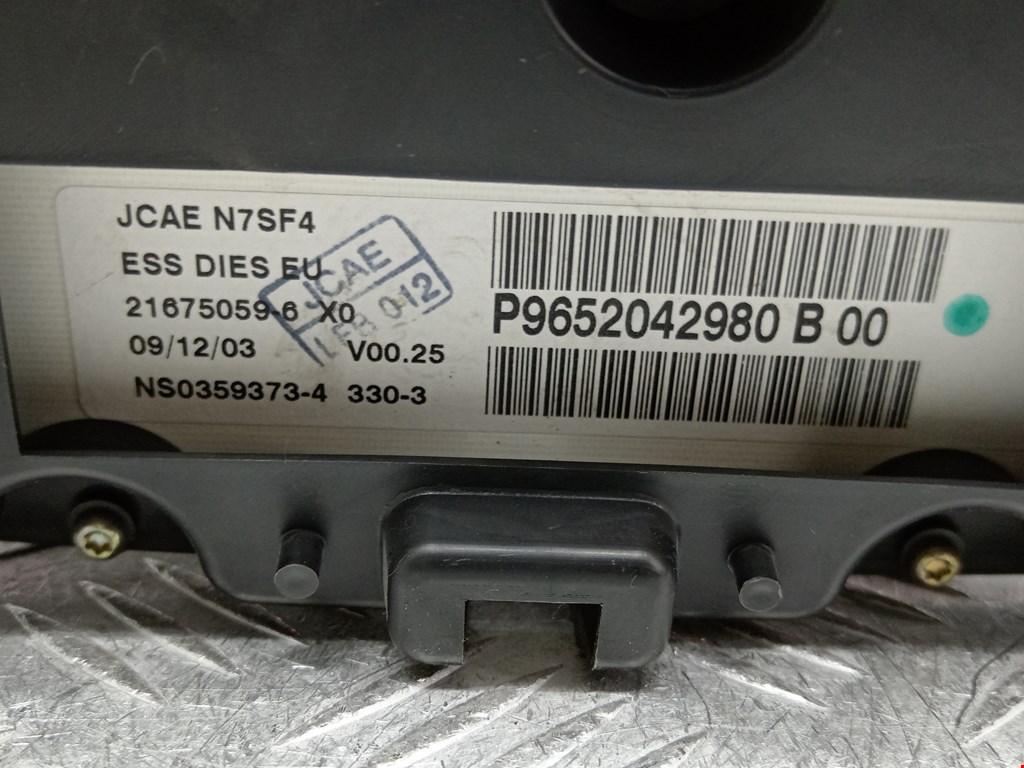 JCAE N7SF4
ESS DIES EU
21675059-6 X0
09/12/03 V00.25
NS0359373-4 330-3
JCAE
012
P9652042980 B 00